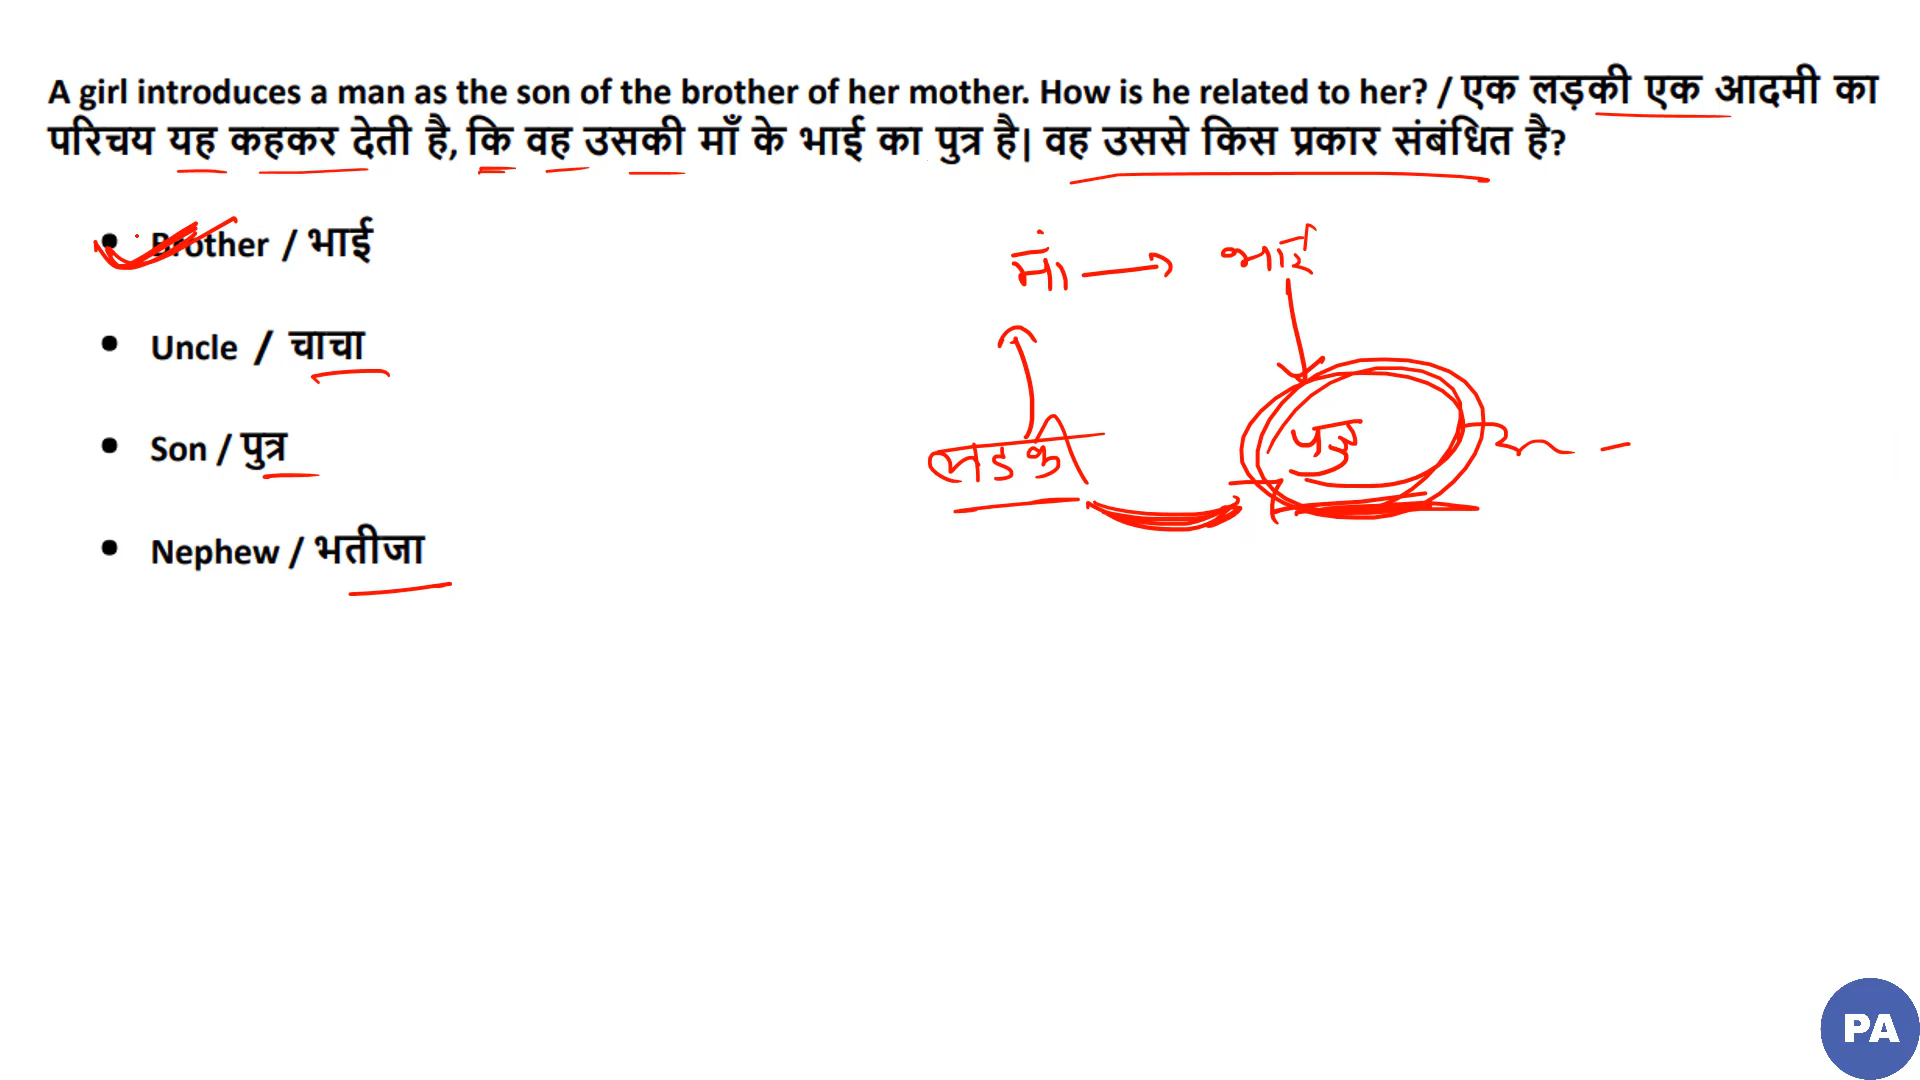 A girl introduces a man as the son of the brother of her mother. How is he related to her? / एक लड़की एक आदमी का
परिचय यह कहकर देती है, कि वह उसकी माँ के भाई का पुत्र है| वह उससे किस प्रकार संबंधित है?
• Brother / भाई
• Uncle / चाचा
• Son / पुत्र
• Nephew / भतीजा
मां भाई
लडकी पुत्र
PA